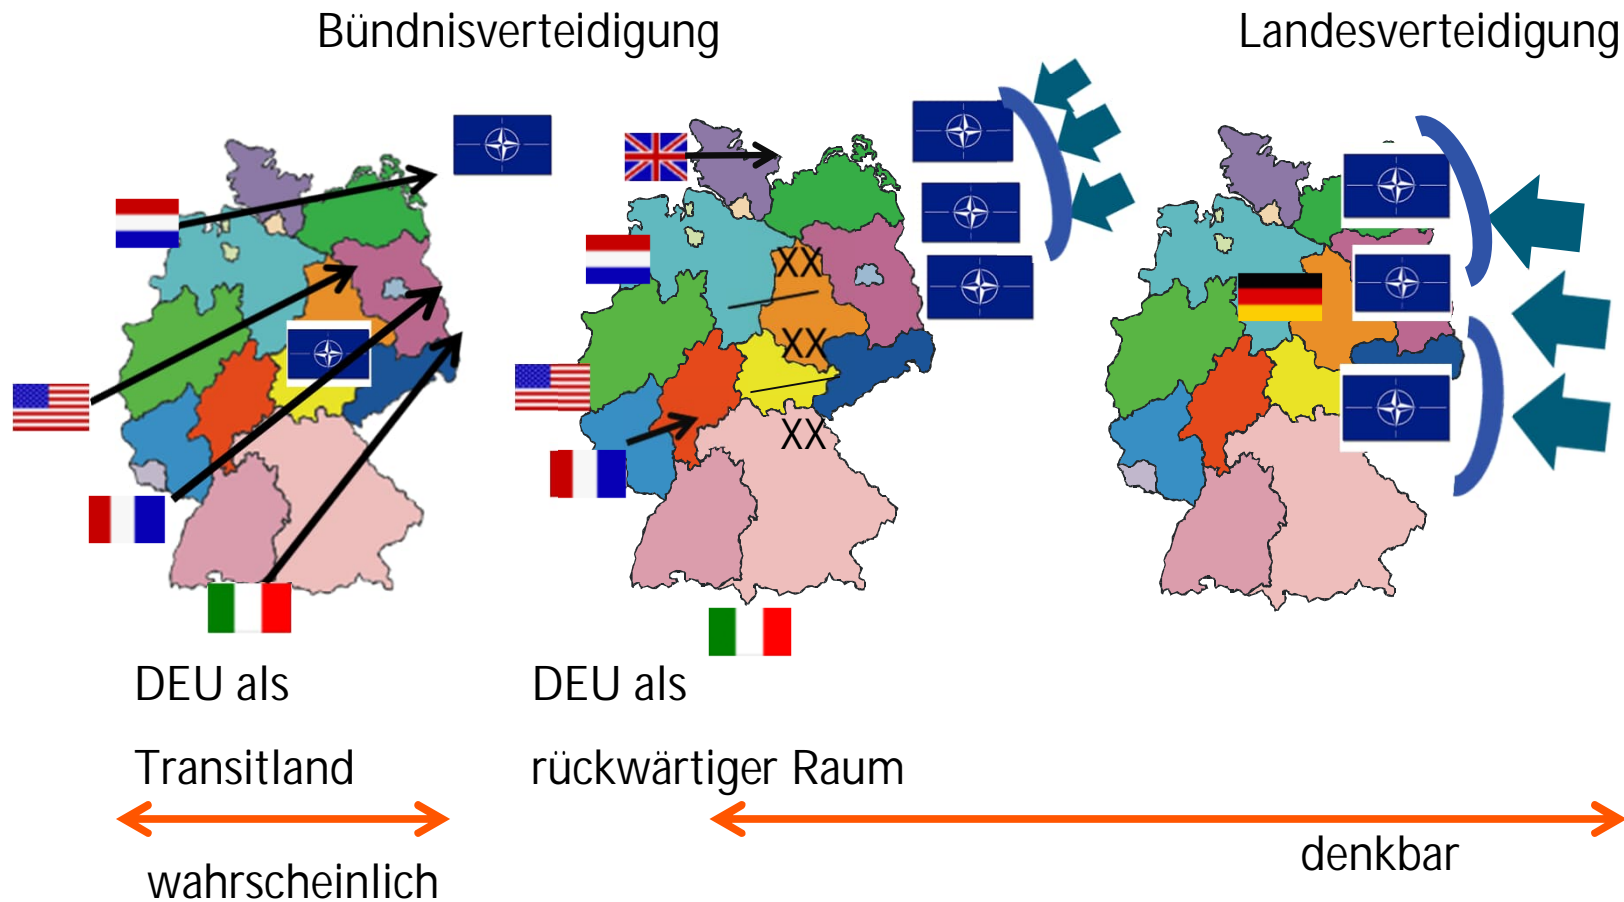 Bündnisverteidigung
Landesverteidigung
XX
XX
XX
DEU als
Transitland
DEU als
rückwärtiger Raum
wahrscheinlich
denkbar